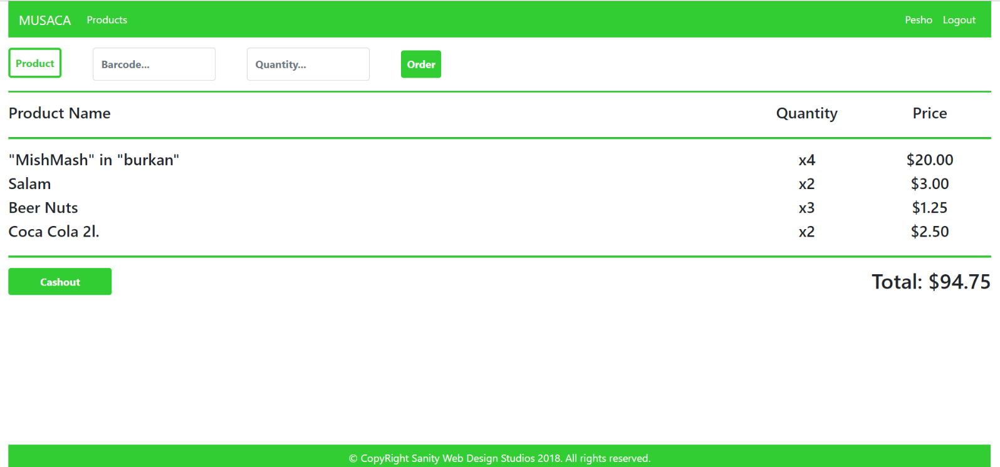 MUSACA Products Pesho Logout
Product Barcode... Quantity... Order
Product Name Quantity Price
"MishMash" in "burkan" x4 $20.00
Salam x2 $3.00
Beer Nuts x3 $1.25
Coca Cola 2l. x2 $2.50
Cashout Total: $94.75
© CopyRight Sanity Web Design Studios 2018. All rights reserved.